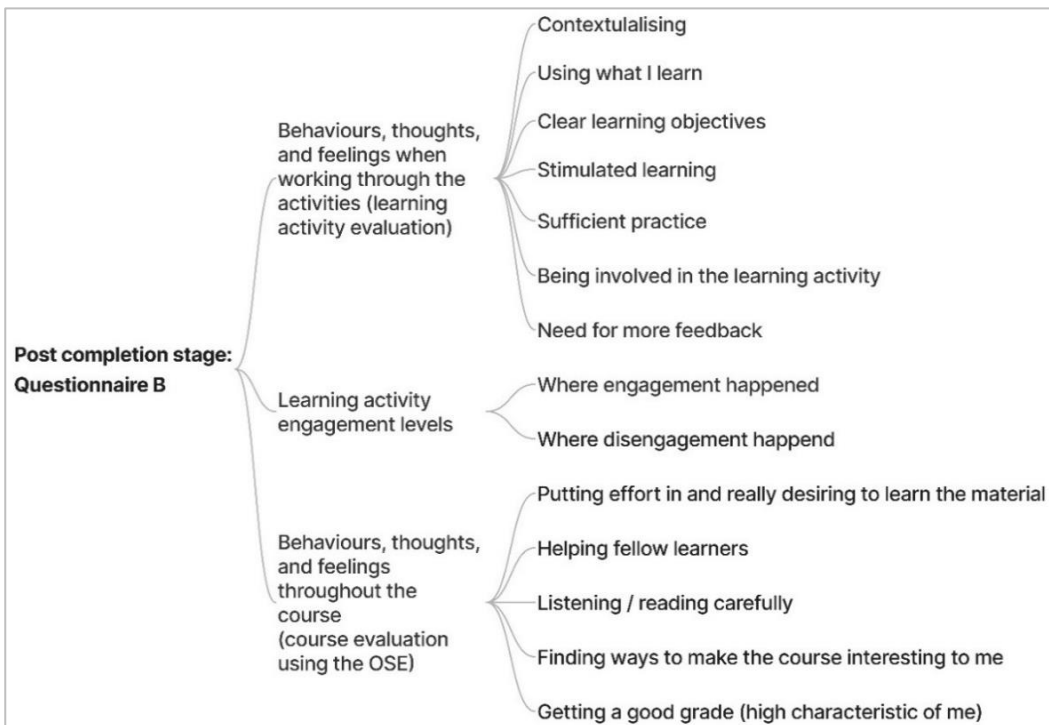 Post completion stage:
Questionnaire B
Behaviours, thoughts,
and feelings when
working through the
activities (learning
activity evaluation)
Contextulalising
Using what I learn
Clear learning objectives
Stimulated learning
Sufficient practice
Being involved in the learning activity
Need for more feedback
Learning activity
engagement levels
Where engagement happened
Where disengagement happend
Behaviours, thoughts,
and feelings
throughout the
course
(course evaluation
using the OSE)
Putting effort in and really desiring to learn the material
Helping fellow learners
Listening / reading carefully
Finding ways to make the course interesting to me
Getting a good grade (high characteristic of me)